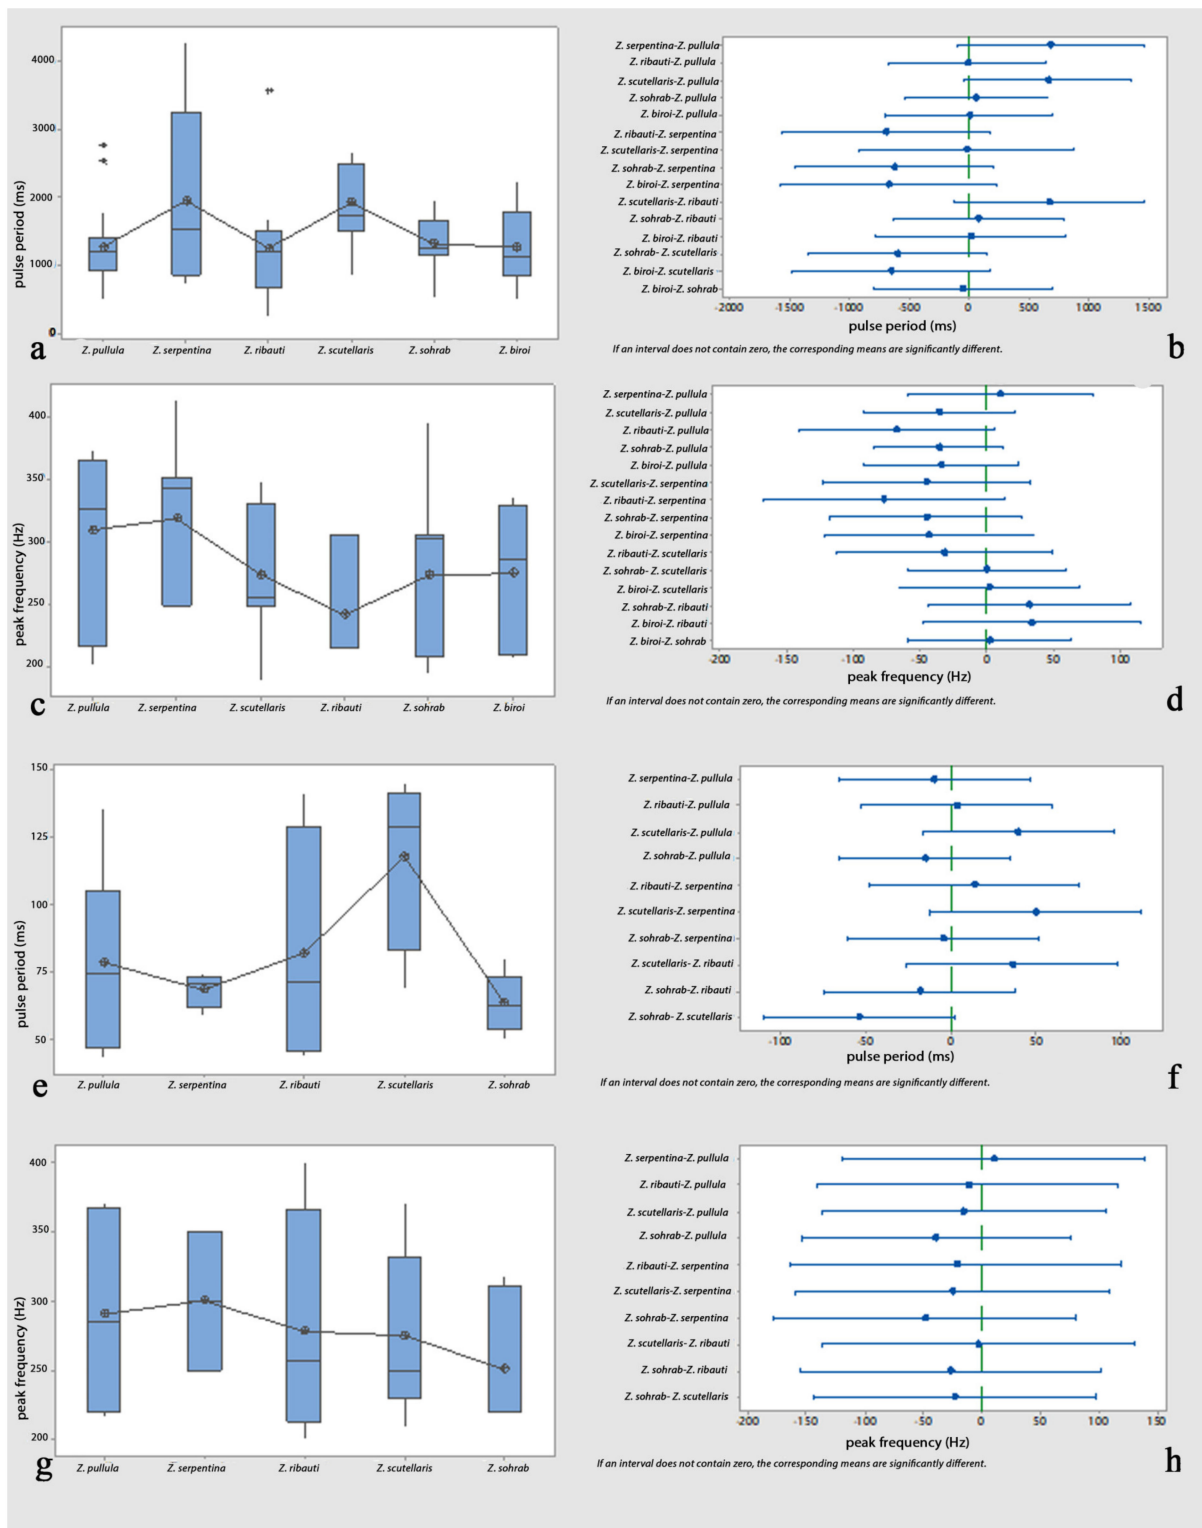 4000
3000
2000
1000
0
pulse period (ms)
Z. pullula
Z. serpentina
Z. ribauti
Z. scutellaris
Z. sohrab
Z. biroi
a
Z. serpentina-Z. pullula
Z. ribauti-Z. pullula
Z. scutellaris-Z. pullula
Z. sohrab-Z. pullula
Z. biroi-Z. pullula
Z. ribauti-Z. serpentina
Z. scutellaris-Z. serpentina
Z. sohrab-Z. serpentina
Z. biroi-Z. serpentina
Z. scutellaris-Z. ribauti
Z. sohrab-Z. ribauti
Z. biroi-Z. ribauti
Z. sohrab- Z. scutellaris
Z. biroi-Z. scutellaris
Z. biroi-Z. sohrab
-2000 -1500 -1000 -500 0 500 1000 1500
pulse period (ms)
If an interval does not contain zero, the corresponding means are significantly different.
b
400
350
300
250
200
peak frequency (Hz)
Z. pullula
Z. serpentina
Z. scutellaris
Z. ribauti
Z. sohrab
Z. biroi
c
Z. serpentina-Z. pullula
Z. scutellaris-Z. pullula
Z. ribauti-Z. pullula
Z. sohrab-Z. pullula
Z. biroi-Z. pullula
Z. scutellaris-Z. serpentina
Z. ribauti-Z. serpentina
Z. sohrab-Z. serpentina
Z. biroi-Z. serpentina
Z. ribauti-Z. scutellaris
Z. sohrab- Z. scutellaris
Z. biroi-Z. scutellaris
Z. sohrab-Z. ribauti
Z. biroi-Z. ribauti
Z. biroi-Z. sohrab
-200 -150 -100 -50 0 50 100
peak frequency (Hz)
If an interval does not contain zero, the corresponding means are significantly different.
d
150
125
100
75
50
pulse period (ms)
Z. pullula
Z. serpentina
Z. ribauti
Z. scutellaris
Z. sohrab
e
Z. serpentina-Z. pullula
Z. ribauti-Z. pullula
Z. scutellaris-Z. pullula
Z. sohrab-Z. pullula
Z. ribauti-Z. serpentina
Z. scutellaris-Z. serpentina
Z. sohrab-Z. serpentina
Z. scutellaris- Z. ribauti
Z. sohrab-Z. ribauti
Z. sohrab- Z. scutellaris
-100 -50 0 50 100
pulse period (ms)
If an interval does not contain zero, the corresponding means are significantly different.
f
400
350
300
250
200
peak frequency (Hz)
Z. pullula
Z. serpentina
Z. ribauti
Z. scutellaris
Z. sohrab
g
Z. serpentina-Z. pullula
Z. ribauti-Z. pullula
Z. scutellaris-Z. pullula
Z. sohrab-Z. pullula
Z. ribauti-Z. serpentina
Z. scutellaris-Z. serpentina
Z. sohrab-Z. serpentina
Z. scutellaris- Z. ribauti
Z. sohrab-Z. ribauti
Z. sohrab- Z. scutellaris
-200 -150 -100 -50 0 50 100 150
peak frequency (Hz)
If an interval does not contain zero, the corresponding means are significantly different.
h